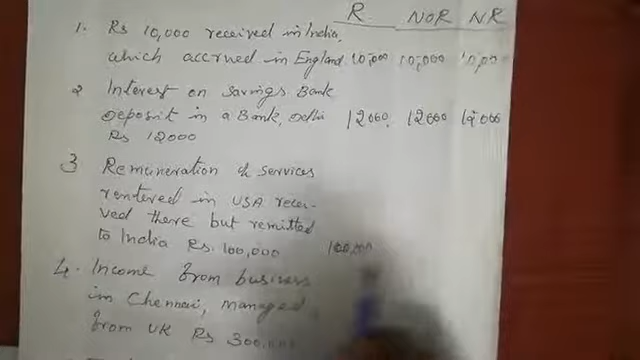 R. NOR NR
1. Rs 10,000 received in India,
which accrued in England 10,000 10,000 10,00
2 Interest on Savings Bank
Deposit in a Bank, Delhi 12000. 12000 12000
Rs 12000
3 Remuneration of services
rentered in USA recei-
ved there but remitted
to India Rs. 100,000 100,000
4. Income from business
in Chennai, managed
from UK Rs 300,000